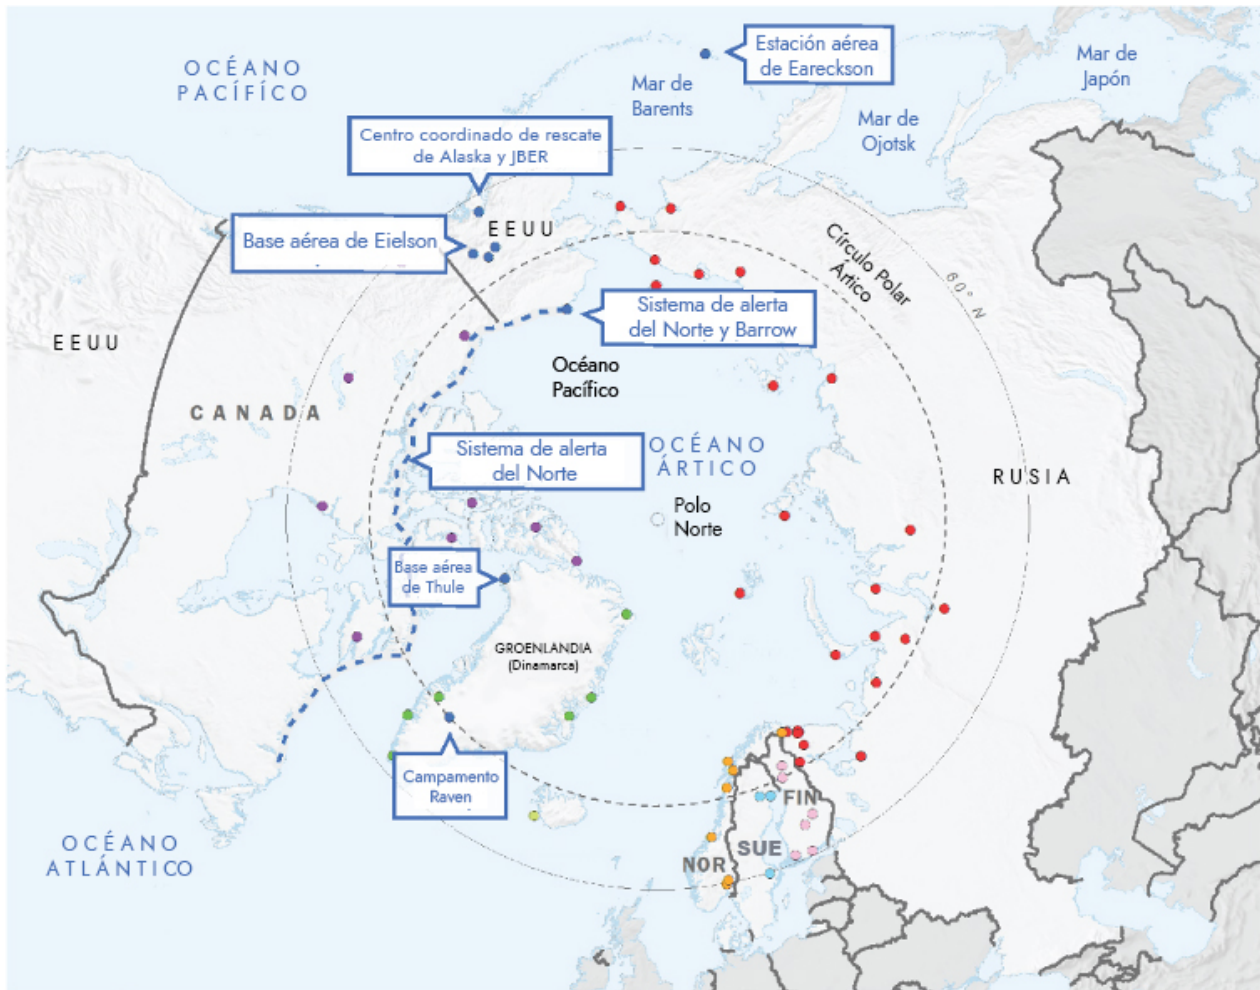 Estación aérea
de Eareckson
Mar de
Japón
OCÉANO
PACÍFÍCO
Mar de
Barents
Mar de
Ojotsk
Centro coordinado de rescate
de Alaska y JBER
EEUU
Base aérea de Eielson
Círculo Polar
Ártico
60° N
Sistema de alerta
del Norte y Barrow
EEUU
Océano
Pacífico
CANADA
OCÉANO
ÁRTICO
Sistema de alerta
del Norte
RUSIA
Polo
Norte
Base aérea
de Thule
GROENLANDIA
(Dinamarca)
Campamento
Raven
FIN
SUE
NOR
OCÉANO
ATLÁNTICO